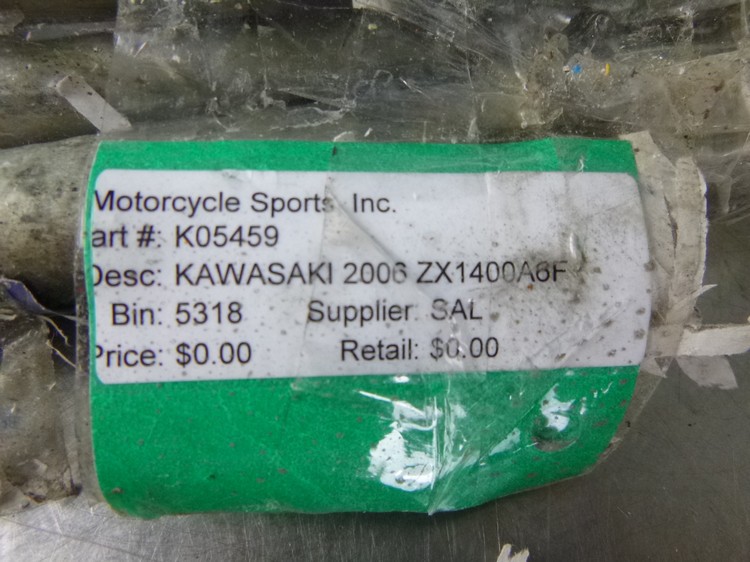 Motorcycle Sports Inc.
art #: K05459
Desc: KAWASAKI 2006 ZX1400A6F
Bin: 5318 Supplier: SAL
Price: $0.00 Retail: $0.00